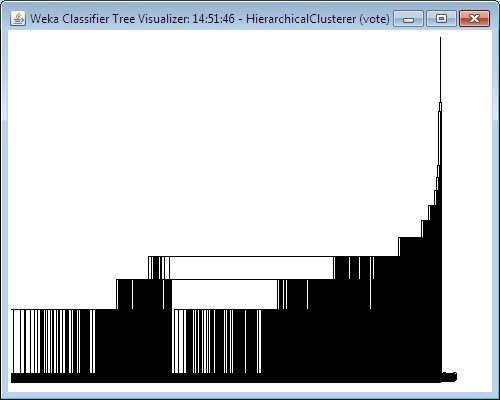 Weka Classifier Tree Visualizer: 14:51:46 - HierarchicalClusterer (vote)